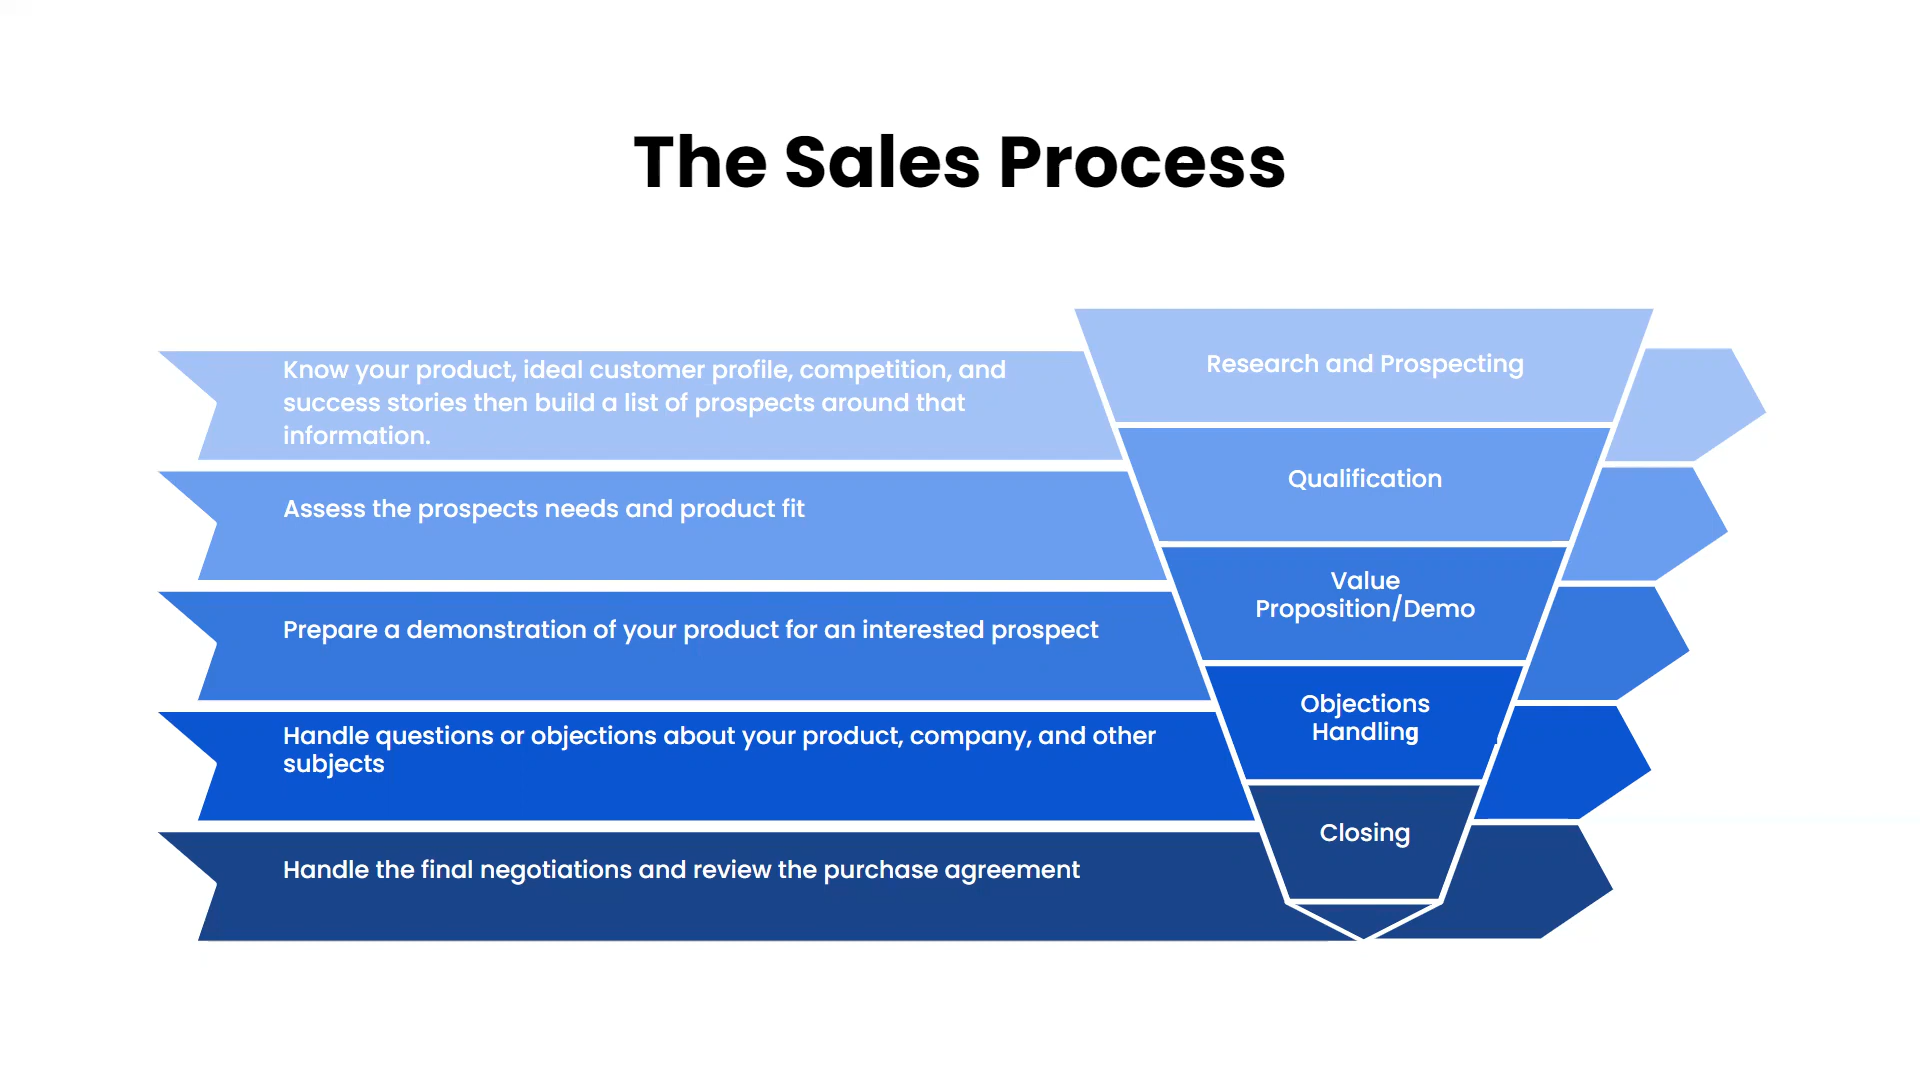 The Sales Process
Know your product, ideal customer profile, competition, and
success stories then build a list of prospects around that
information.
Research and Prospecting
Assess the prospects needs and product fit
Qualification
Prepare a demonstration of your product for an interested prospect
Value
Proposition/Demo
Handle questions or objections about your product, company, and other
subjects
Objections
Handling
Handle the final negotiations and review the purchase agreement
Closing